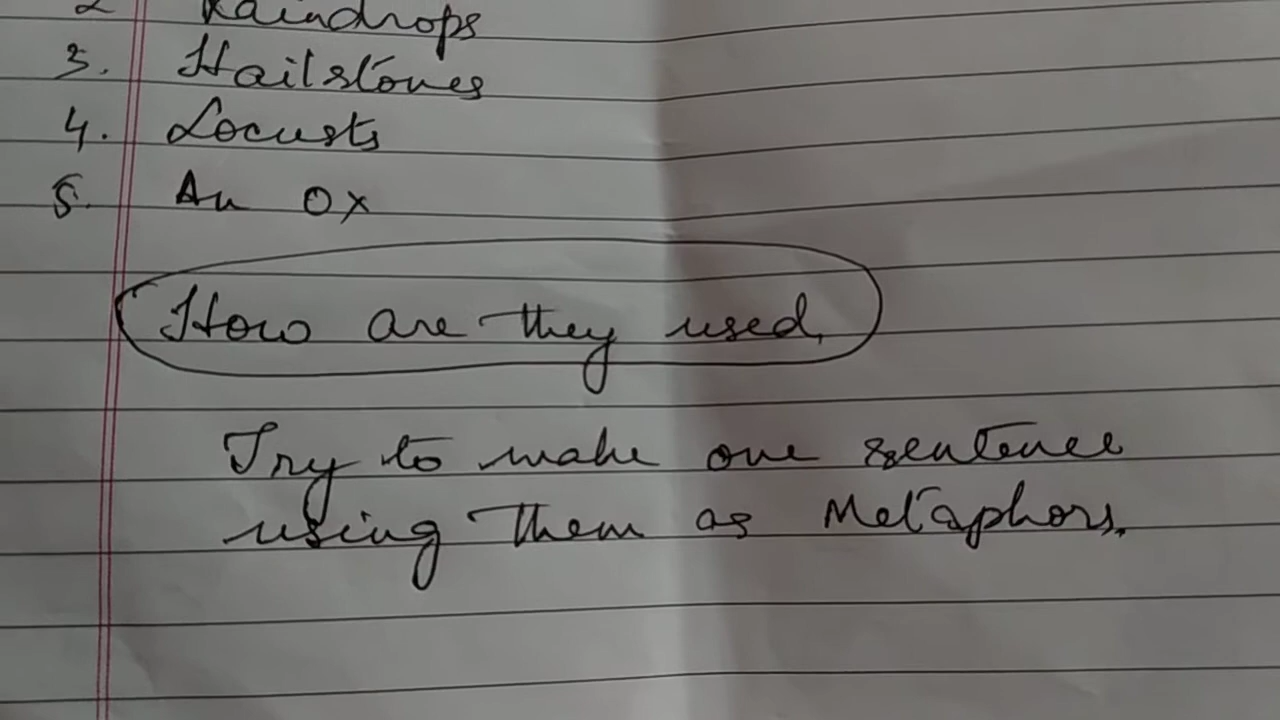 2 Raindrops
3. Hailstones
4. Locusts
5. An Ox
How are they used.
Try to make one sentence
using them as Metaphors.